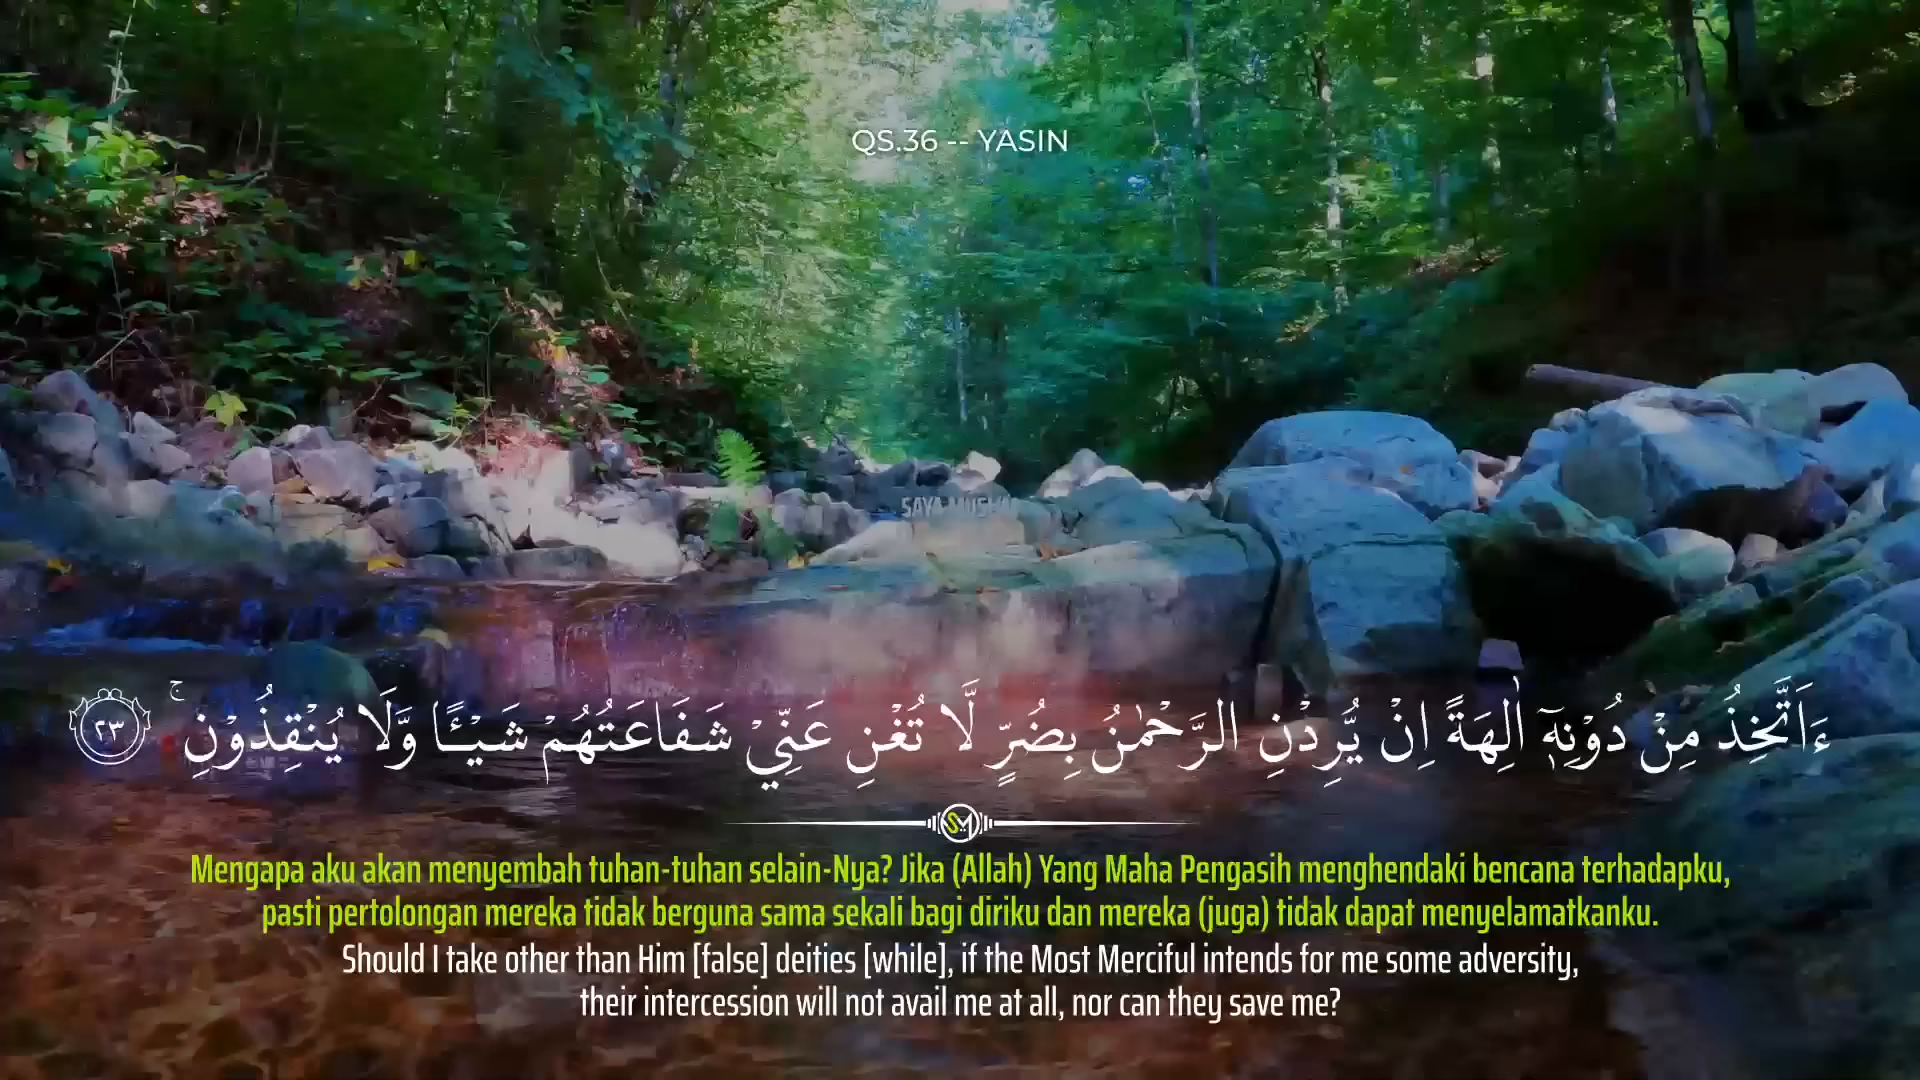 QS.36 -- YASIN
SAYA MUSLIM
ءَاَتَّخِذُ مِنْ دُوْنِهٖٓ اٰلِهَةً اِنْ يُّرِدْنِ الرَّحْمٰنُ بِضُرٍّ لَّا تُغْنِ عَنِّيْ شَفَاعَتُهُمْ شَيْـًٔا وَّلَا يُنْقِذُوْنِۚ ٢٣
SM
Mengapa aku akan menyembah tuhan-tuhan selain-Nya? Jika (Allah) Yang Maha Pengasih menghendaki bencana terhadapku,
pasti pertolongan mereka tidak berguna sama sekali bagi diriku dan mereka (juga) tidak dapat menyelamatkanku.
Should I take other than Him [false] deities [while], if the Most Merciful intends for me some adversity,
their intercession will not avail me at all, nor can they save me?